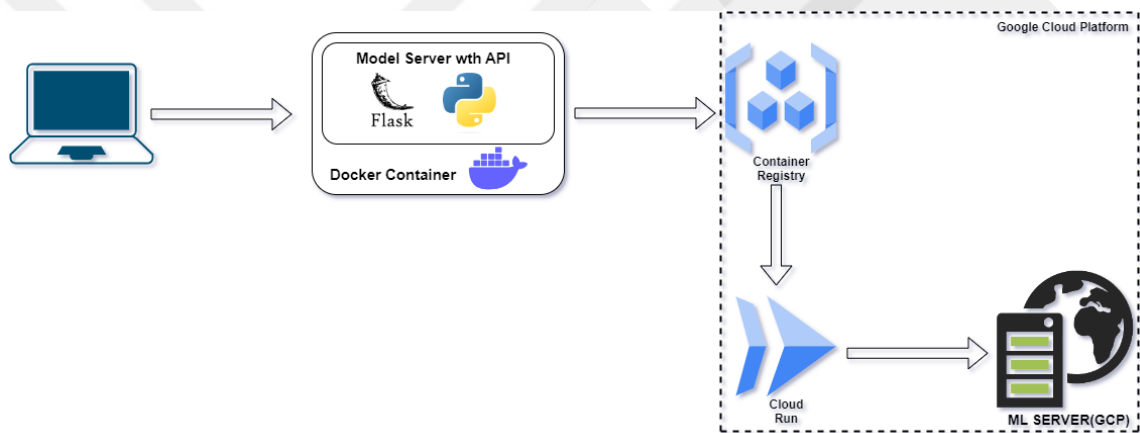 Google Cloud Platform
Model Server wth API
Flask
Docker Container
Container
Registry
Cloud
Run
ML SERVER(GCP)